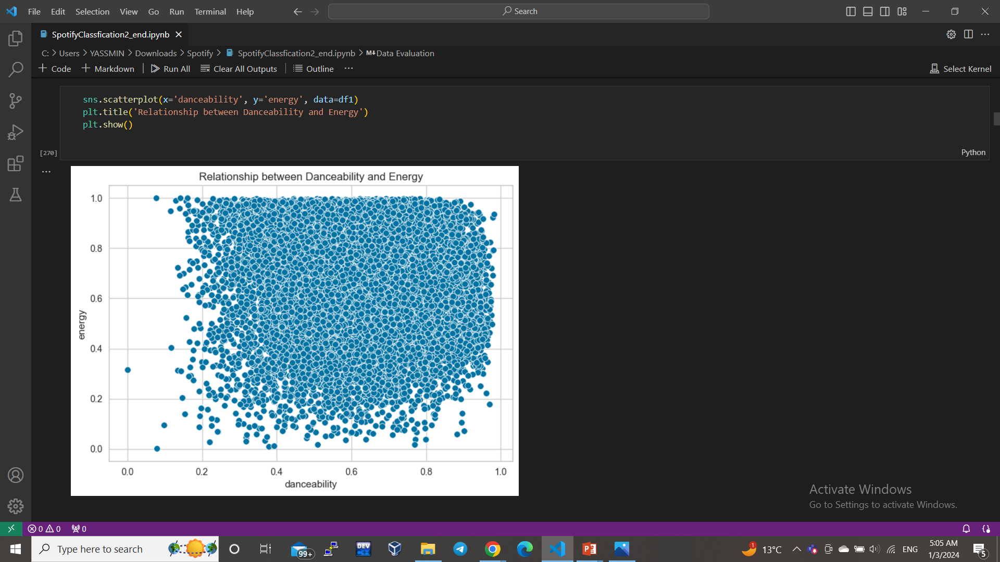 File Edit Selection View Go Run Terminal Help
Search
SpotifyClassfication2_end.ipynb
C: > Users > YASSMIN > Downloads > Spotify > SpotifyClassfication2_end.ipynb > M↓Data Evaluation
+ Code + Markdown | Run All Clear All Outputs | Outline ...
Select Kernel
sns.scatterplot(x='danceability', y='energy', data=df1)
plt.title('Relationship between Danceability and Energy')
plt.show()
[270]
Python
...
Relationship between Danceability and Energy
1.0
0.8
0.6
0.4
0.2
0.0
energy
0.0 0.2 0.4 0.6 0.8 1.0
danceability
Activate Windows
Go to Settings to activate Windows.
0 0 0
Type here to search
99+
DEV
C++
1
13°C
ENG
5:05 AM
1/3/2024
5